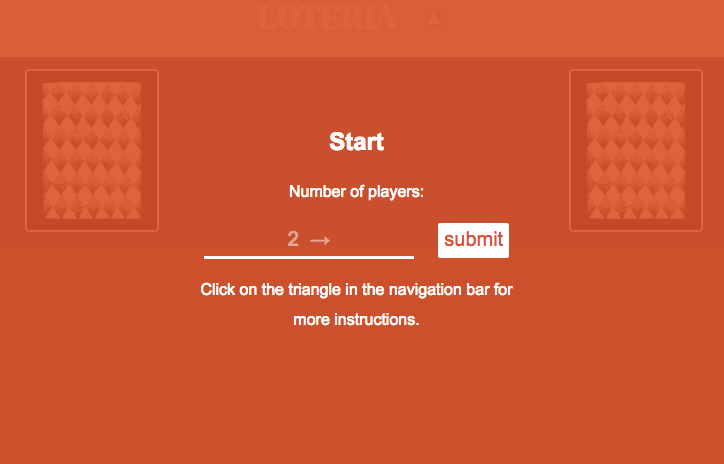 LOTERIA ▲
Start
Number of players:
2 →
submit
Click on the triangle in the navigation bar for
more instructions.